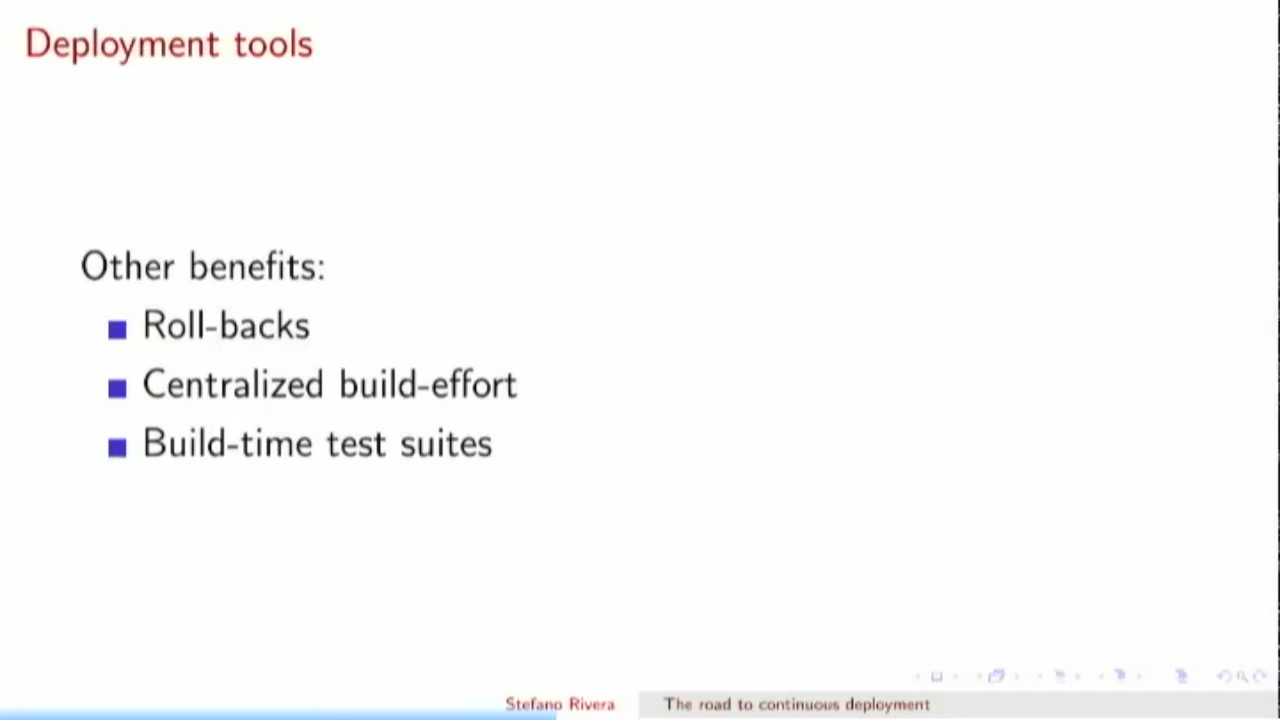 Deployment tools
Other benefits:
Roll-backs
Centralized build-effort
Build-time test suites
Stefano Rivera The road to continuous deployment